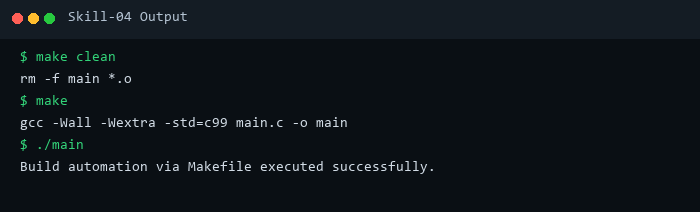 Skill-04 Output
$ make clean
rm -f main *.o
$ make
gcc -Wall -Wextra -std=c99 main.c -o main
$ ./main
Build automation via Makefile executed successfully.